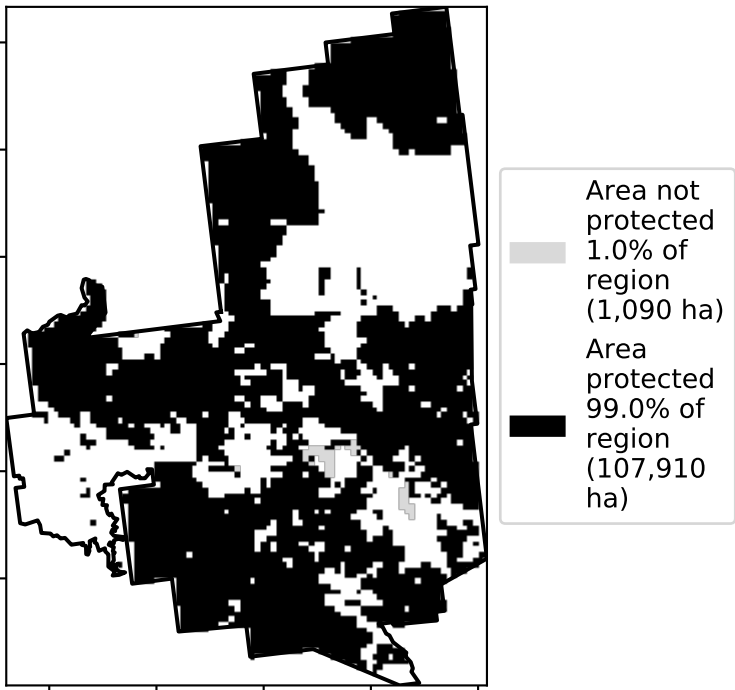 Area not
protected
1.0% of
region
(1,090 ha)
Area
protected
99.0% of
region
(107,910
ha)